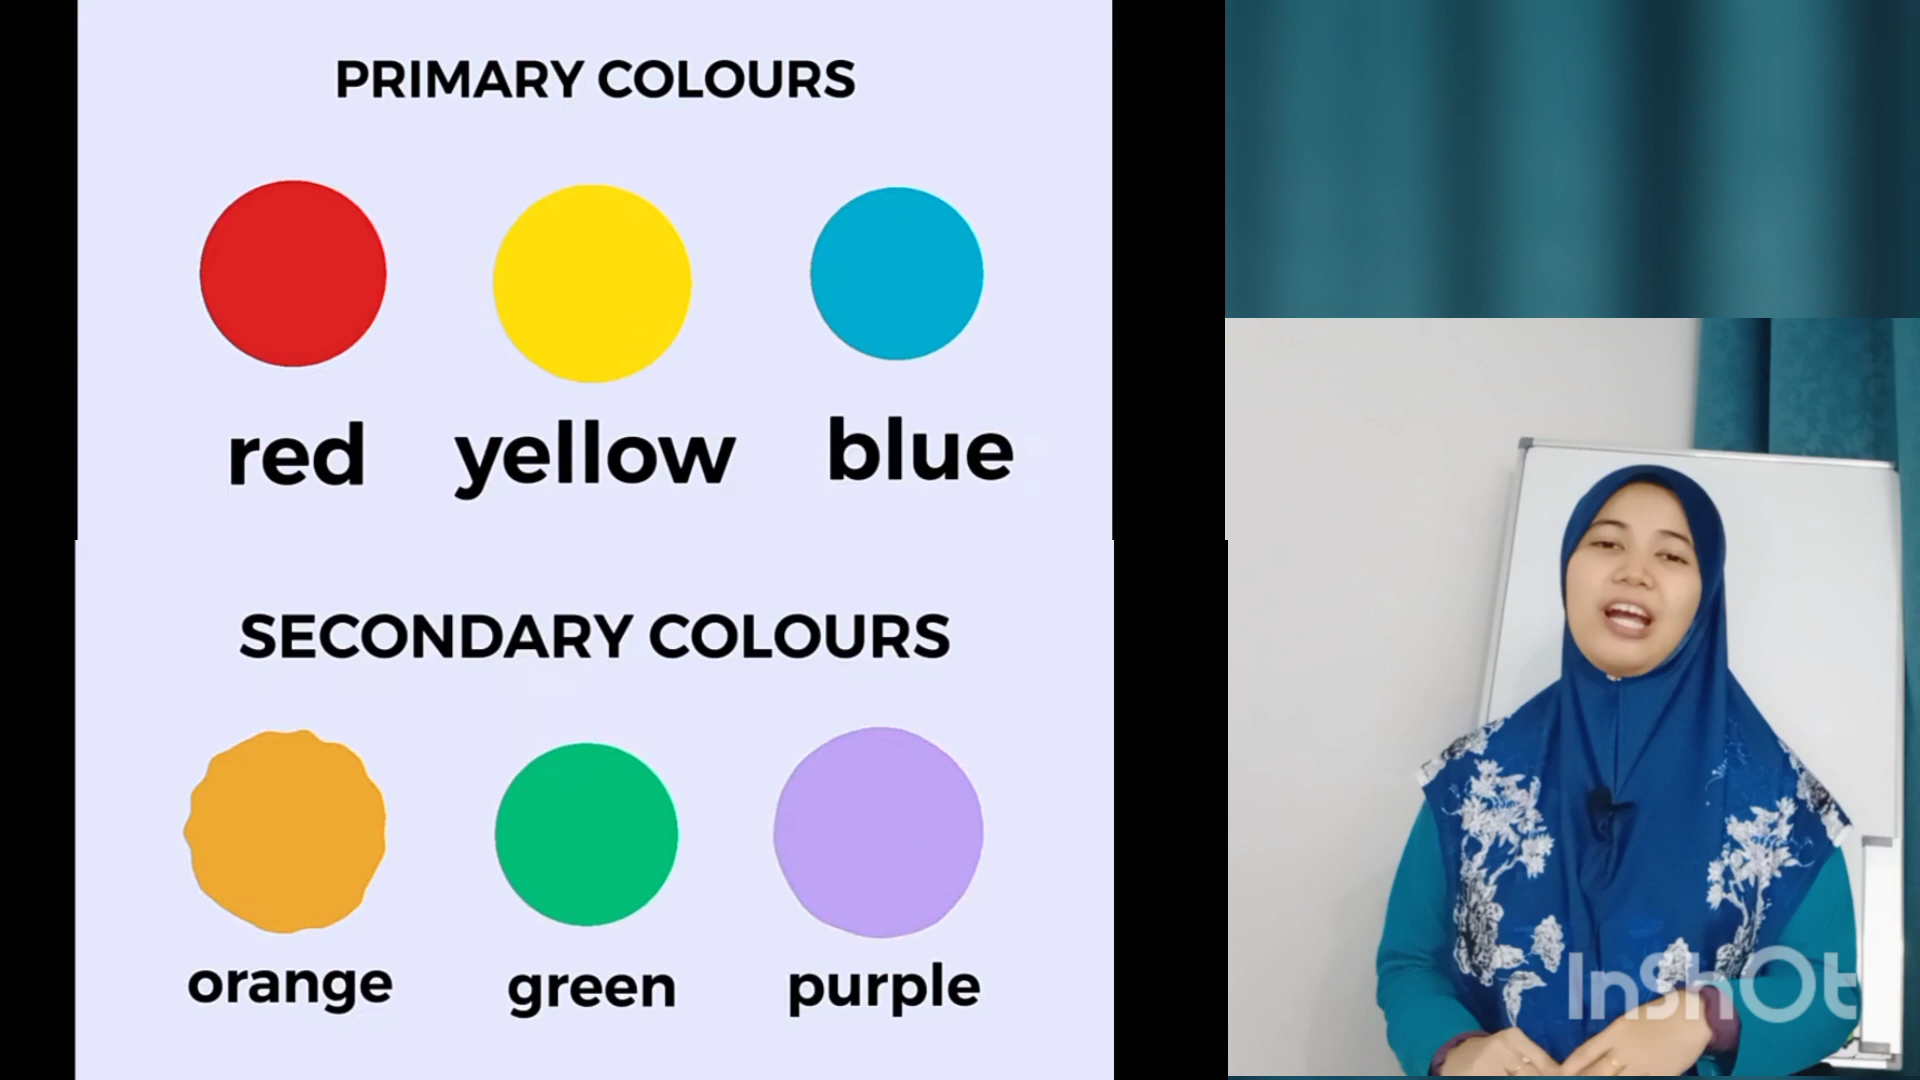 PRIMARY COLOURS
red yellow blue
SECONDARY COLOURS
orange green purple
InShOt